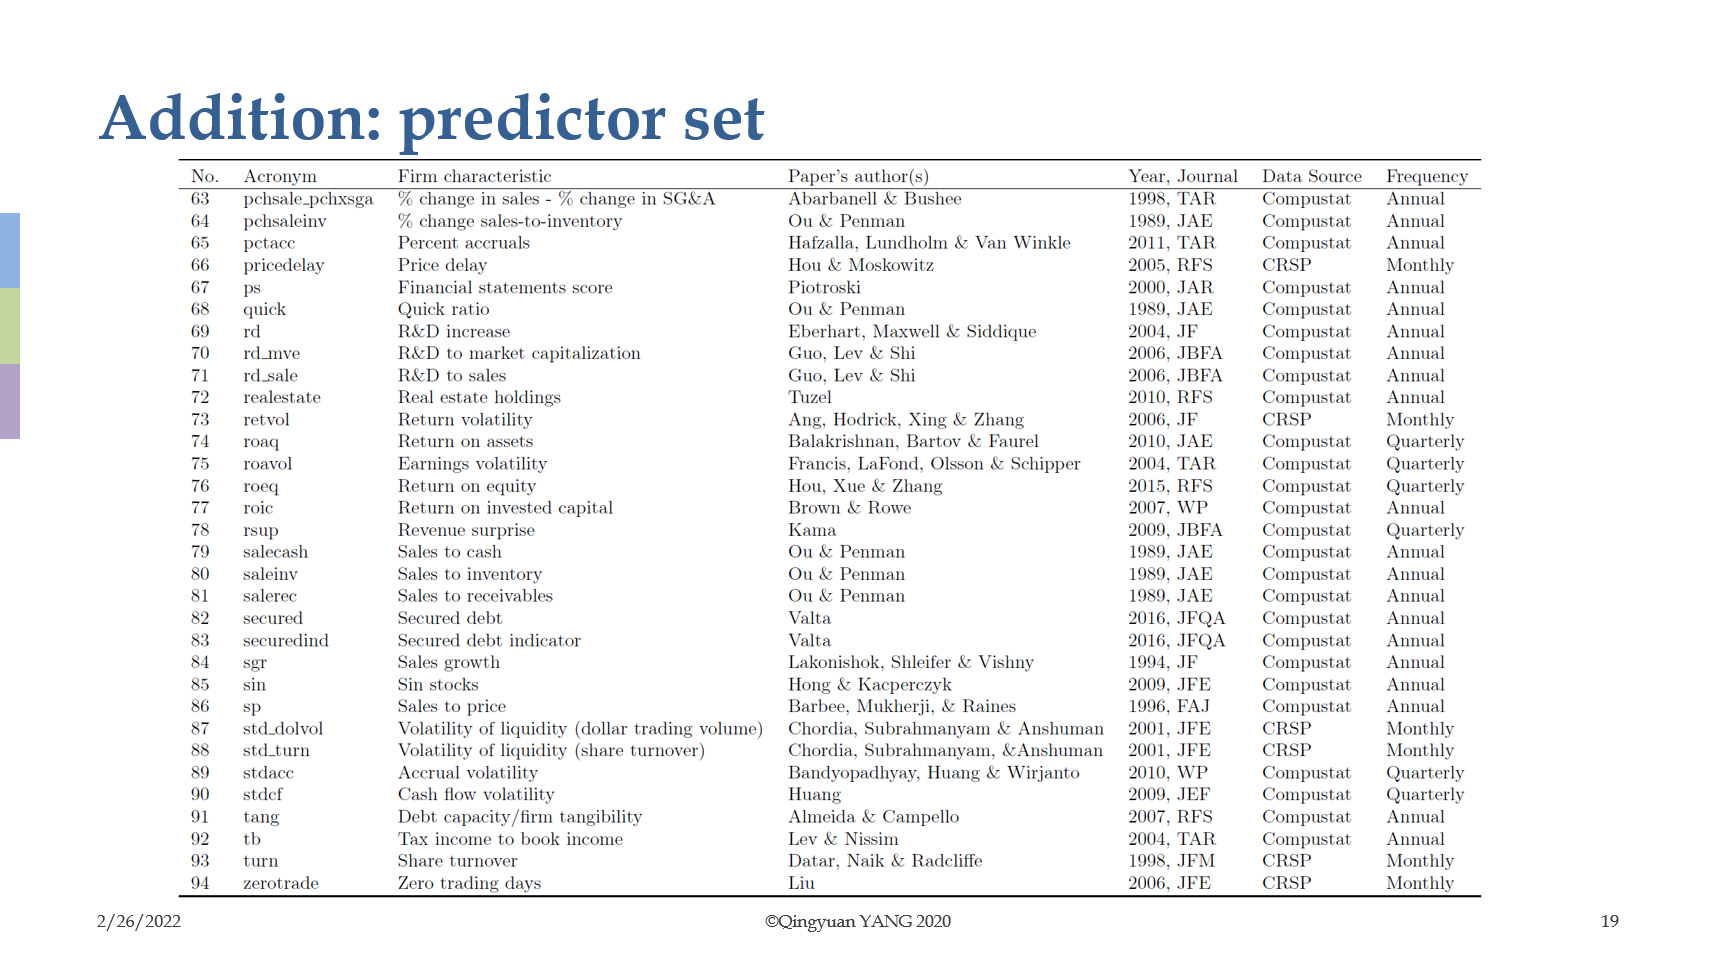 Addition: predictor set
No. Acronym Firm characteristic Paper's author(s) Year, Journal Data Source Frequency
63 pchsale_pchxsga % change in sales - % change in SG&A Abarbanell & Bushee 1998, TAR Compustat Annual
64 pchsaleinv % change sales-to-inventory Ou & Penman 1989, JAE Compustat Annual
65 pctacc Percent accruals Hafzalla, Lundholm & Van Winkle 2011, TAR Compustat Annual
66 pricedelay Price delay Hou & Moskowitz 2005, RFS CRSP Monthly
67 ps Financial statements score Piotroski 2000, JAR Compustat Annual
68 quick Quick ratio Ou & Penman 1989, JAE Compustat Annual
69 rd R&D increase Eberhart, Maxwell & Siddique 2004, JF Compustat Annual
70 rd_mve R&D to market capitalization Guo, Lev & Shi 2006, JBFA Compustat Annual
71 rd_sale R&D to sales Guo, Lev & Shi 2006, JBFA Compustat Annual
72 realestate Real estate holdings Tuzel 2010, RFS Compustat Annual
73 retvol Return volatility Ang, Hodrick, Xing & Zhang 2006, JF CRSP Monthly
74 roaq Return on assets Balakrishnan, Bartov & Faurel 2010, JAE Compustat Quarterly
75 roavol Earnings volatility Francis, LaFond, Olsson & Schipper 2004, TAR Compustat Quarterly
76 roeq Return on equity Hou, Xue & Zhang 2015, RFS Compustat Quarterly
77 roic Return on invested capital Brown & Rowe 2007, WP Compustat Annual
78 rsup Revenue surprise Kama 2009, JBFA Compustat Quarterly
79 salecash Sales to cash Ou & Penman 1989, JAE Compustat Annual
80 saleinv Sales to inventory Ou & Penman 1989, JAE Compustat Annual
81 salerec Sales to receivables Ou & Penman 1989, JAE Compustat Annual
82 secured Secured debt Valta 2016, JFQA Compustat Annual
83 securedind Secured debt indicator Valta 2016, JFQA Compustat Annual
84 sgr Sales growth Lakonishok, Shleifer & Vishny 1994, JF Compustat Annual
85 sin Sin stocks Hong & Kacperczyk 2009, JFE Compustat Annual
86 sp Sales to price Barbee, Mukherji, & Raines 1996, FAJ Compustat Annual
87 std_dolvol Volatility of liquidity (dollar trading volume) Chordia, Subrahmanyam & Anshuman 2001, JFE CRSP Monthly
88 std_turn Volatility of liquidity (share turnover) Chordia, Subrahmanyam, &Anshuman 2001, JFE CRSP Monthly
89 stdacc Accrual volatility Bandyopadhyay, Huang & Wirjanto 2010, WP Compustat Quarterly
90 stdcf Cash flow volatility Huang 2009, JEF Compustat Quarterly
91 tang Debt capacity/firm tangibility Almeida & Campello 2007, RFS Compustat Annual
92 tb Tax income to book income Lev & Nissim 2004, TAR Compustat Annual
93 turn Share turnover Datar, Naik & Radcliffe 1998, JFM CRSP Monthly
94 zerotrade Zero trading days Liu 2006, JFE CRSP Monthly
2/26/2022 ©Qingyuan YANG 2020 19